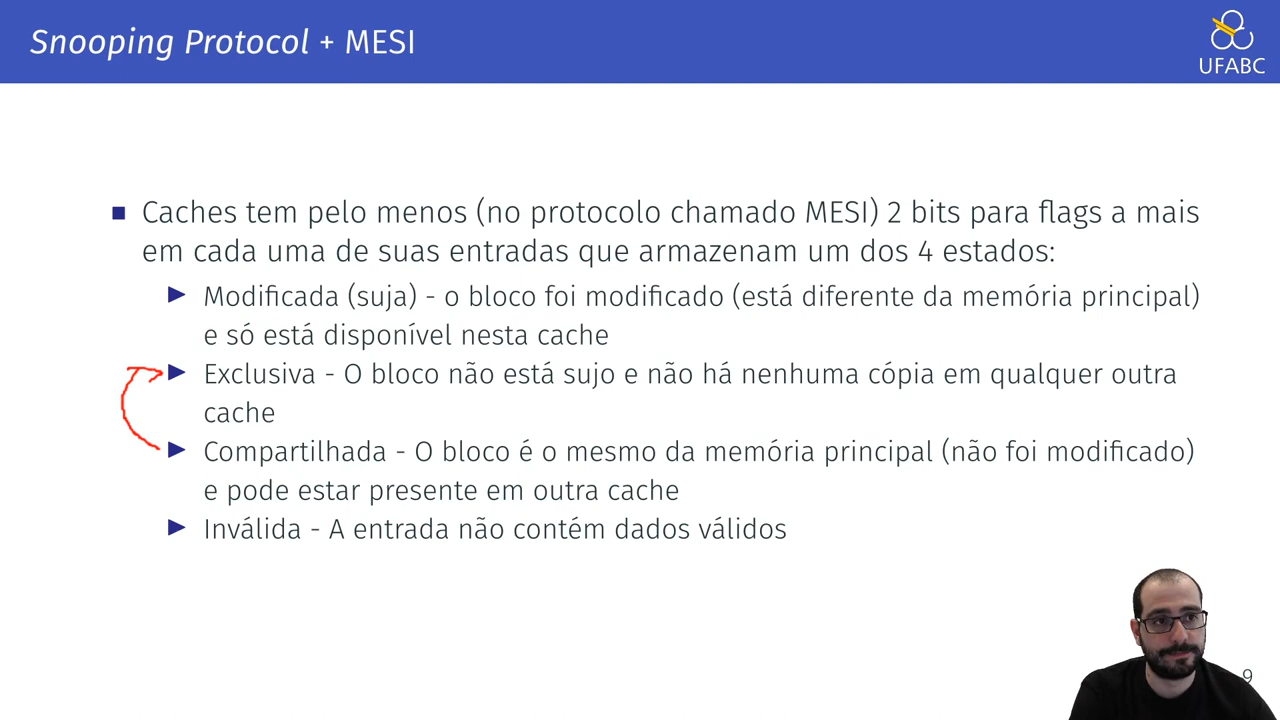 Snooping Protocol + MESI
UFABC
Caches tem pelo menos (no protocolo chamado MESI) 2 bits para flags a mais
em cada uma de suas entradas que armazenam um dos 4 estados:
Modificada (suja) - o bloco foi modificado (está diferente da memória principal)
e só está disponível nesta cache
Exclusiva - O bloco não está sujo e não há nenhuma cópia em qualquer outra
cache
Compartilhada - O bloco é o mesmo da memória principal (não foi modificado)
e pode estar presente em outra cache
Inválida - A entrada não contém dados válidos
9